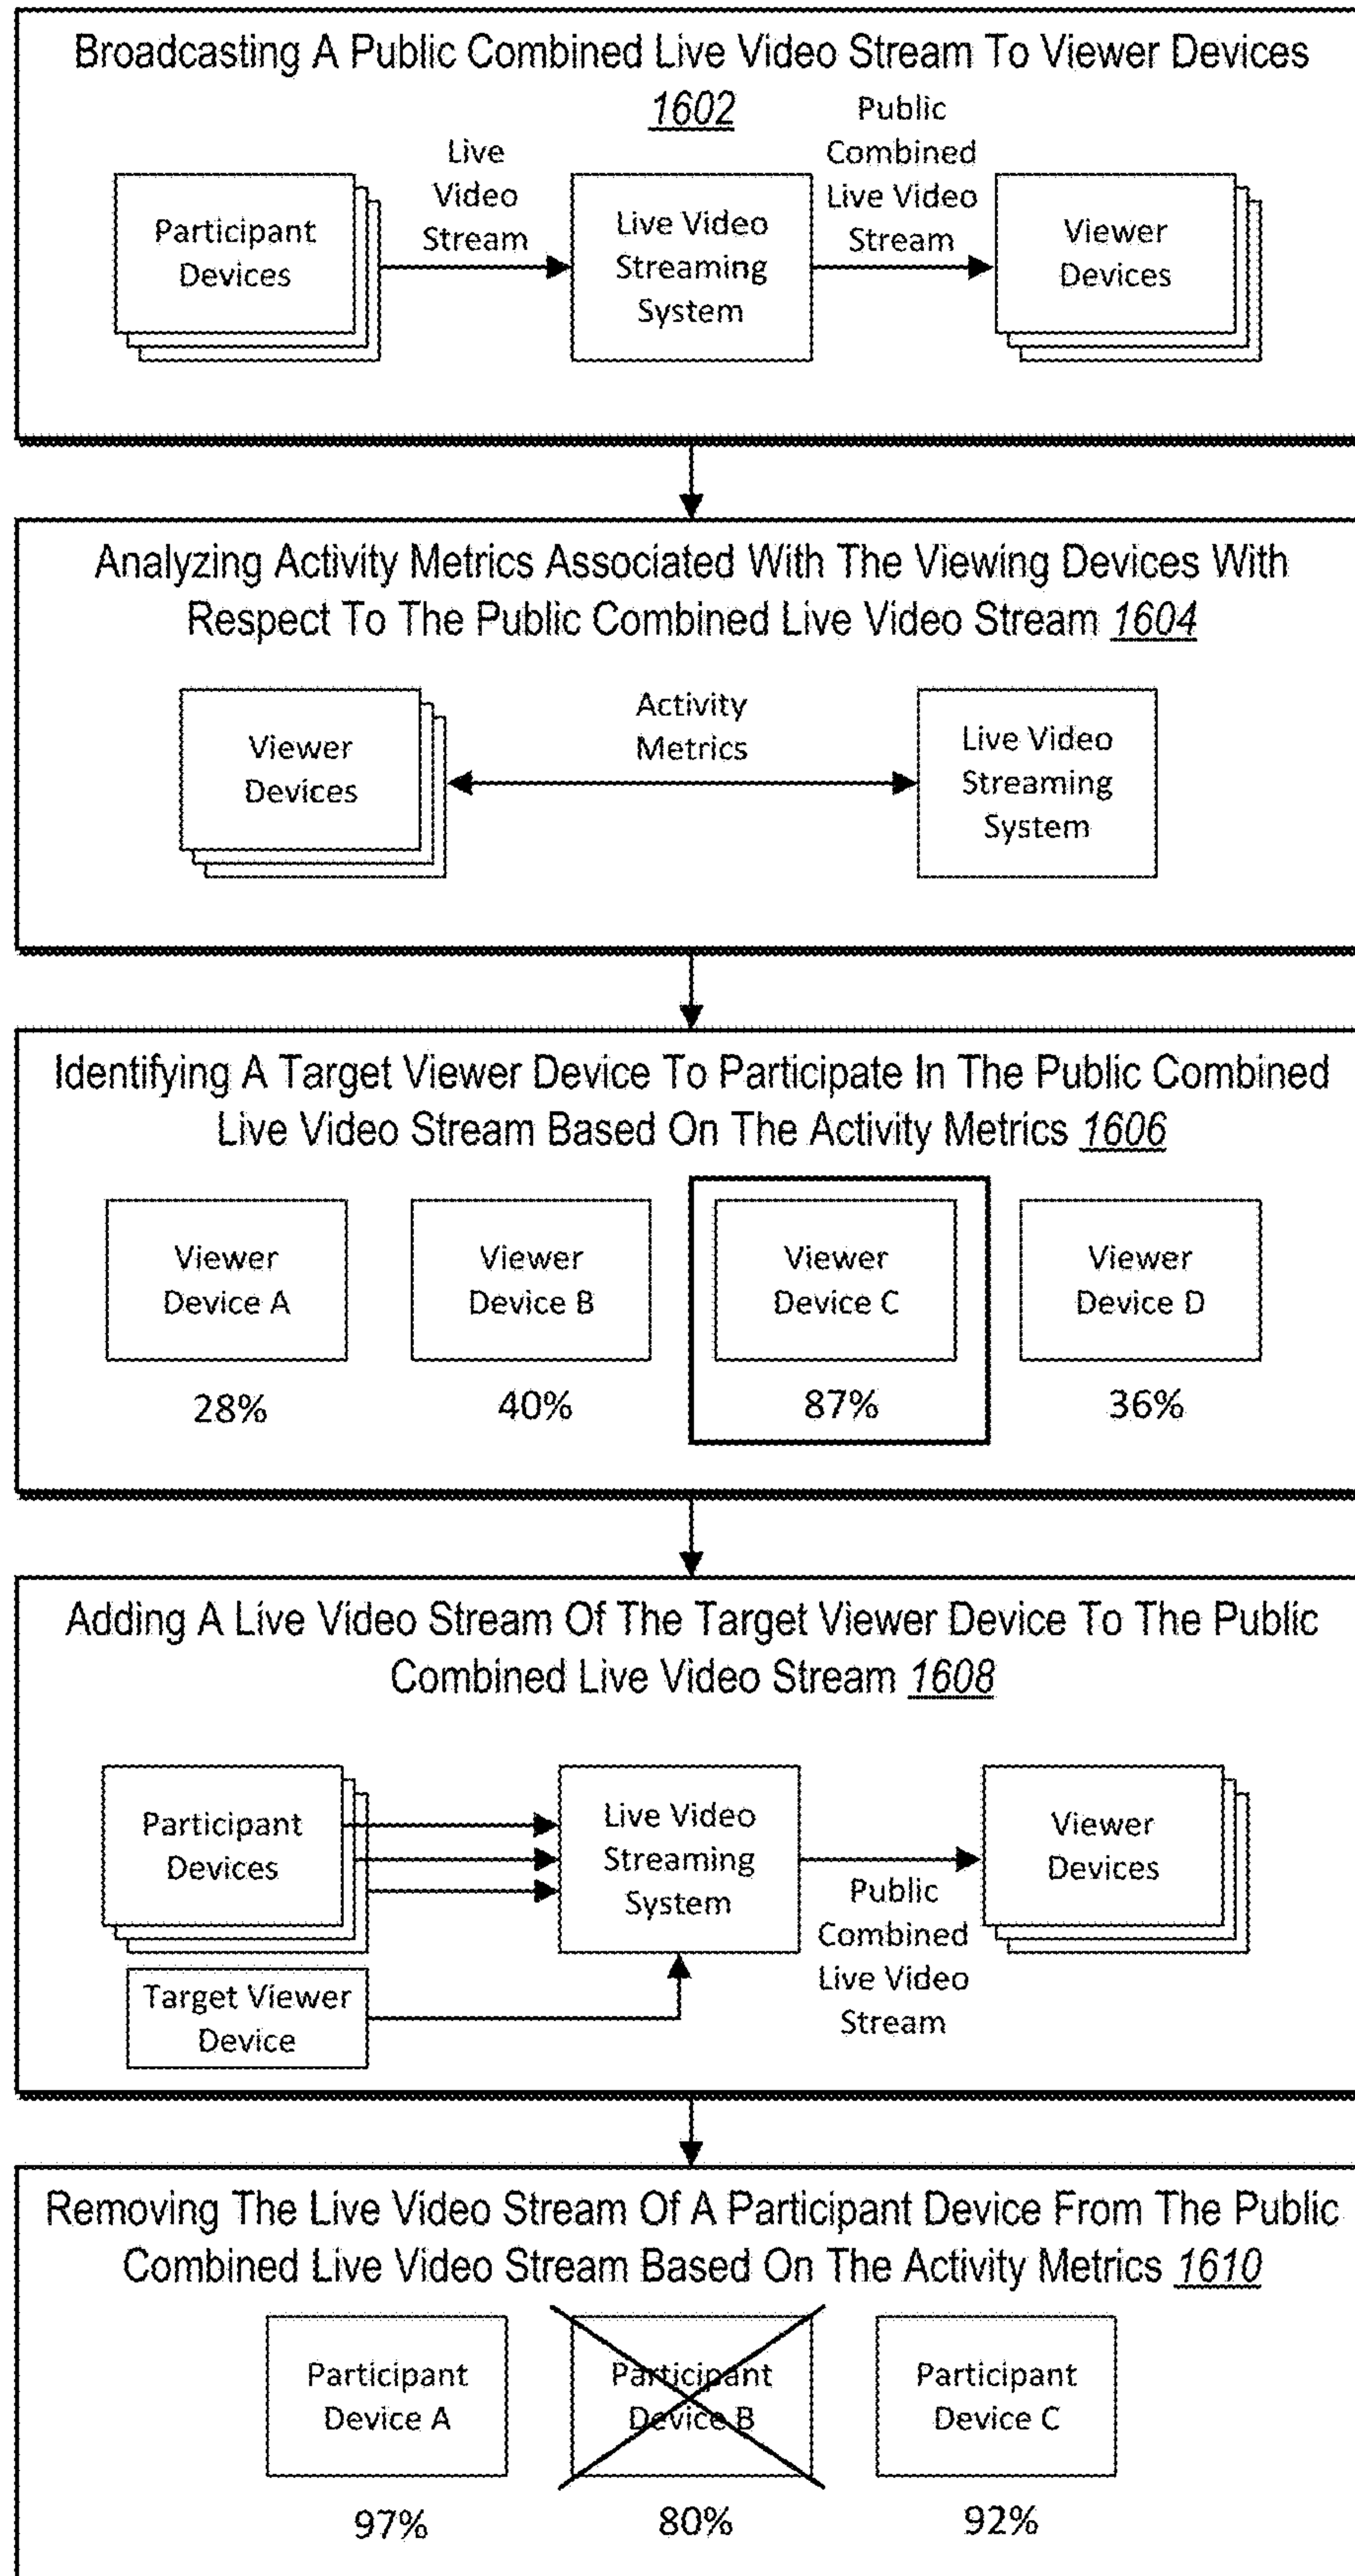 Broadcasting A Public Combined Live Video Stream To Viewer Devices
1602
Participant
Devices
Live
Video
Stream
Live Video
Streaming
System
Public
Combined
Live Video
Stream
Viewer
Devices
Analyzing Activity Metrics Associated With The Viewing Devices With
Respect To The Public Combined Live Video Stream 1604
Viewer
Devices
Activity
Metrics
Live Video
Streaming
System
Identifying A Target Viewer Device To Participate In The Public Combined
Live Video Stream Based On The Activity Metrics 1606
Viewer
Device A
28%
Viewer
Device B
40%
Viewer
Device C
87%
Viewer
Device D
36%
Adding A Live Video Stream Of The Target Viewer Device To The Public
Combined Live Video Stream 1608
Participant
Devices
Target Viewer
Device
Live Video
Streaming
System
Public
Combined
Live Video
Stream
Viewer
Devices
Removing The Live Video Stream Of A Participant Device From The Public
Combined Live Video Stream Based On The Activity Metrics 1610
Participant
Device A
97%
Participant
Device B
80%
Participant
Device C
92%